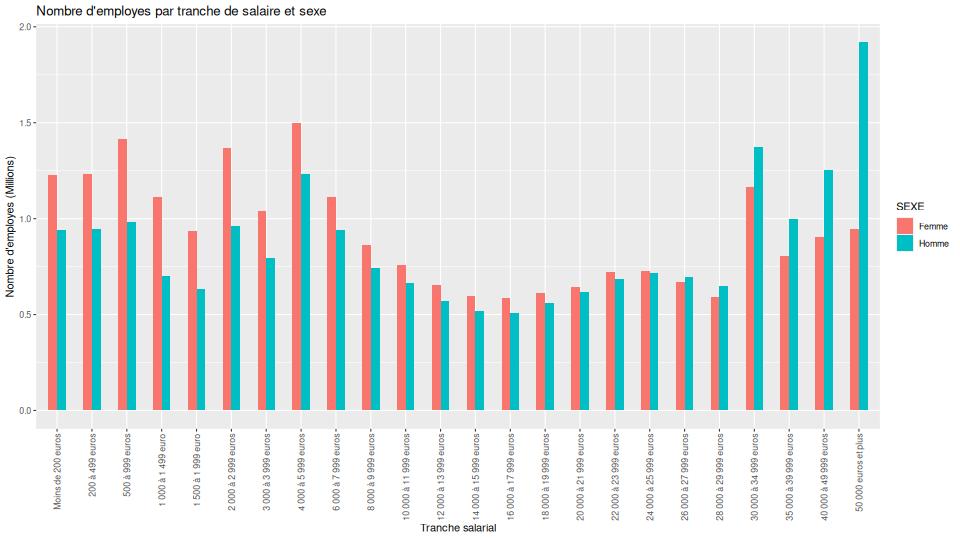 Nombre d'employes par tranche de salaire et sexe
Nombre d'employes (Millions)
2.0
1.5
1.0
0.5
0.0
Moins de 200 euros
200 à 499 euros
500 à 999 euros
1 000 à 1 499 euro
1 500 à 1 999 euro
2 000 à 2 999 euros
3 000 à 3 999 euros
4 000 à 5 999 euros
6 000 à 7 999 euros
8 000 à 9 999 euros
10 000 à 11 999 euros
12 000 à 13 999 euros
14 000 à 15 999 euros
16 000 à 17 999 euros
18 000 à 19 999 euros
20 000 à 21 999 euros
22 000 à 23 999 euros
24 000 à 25 999 euros
26 000 à 27 999 euros
28 000 à 29 999 euros
30 000 à 34 999 euros
35 000 à 39 999 euros
40 000 à 49 999 euros
50 000 euros et plus
Tranche salarial
SEXE
Femme
Homme